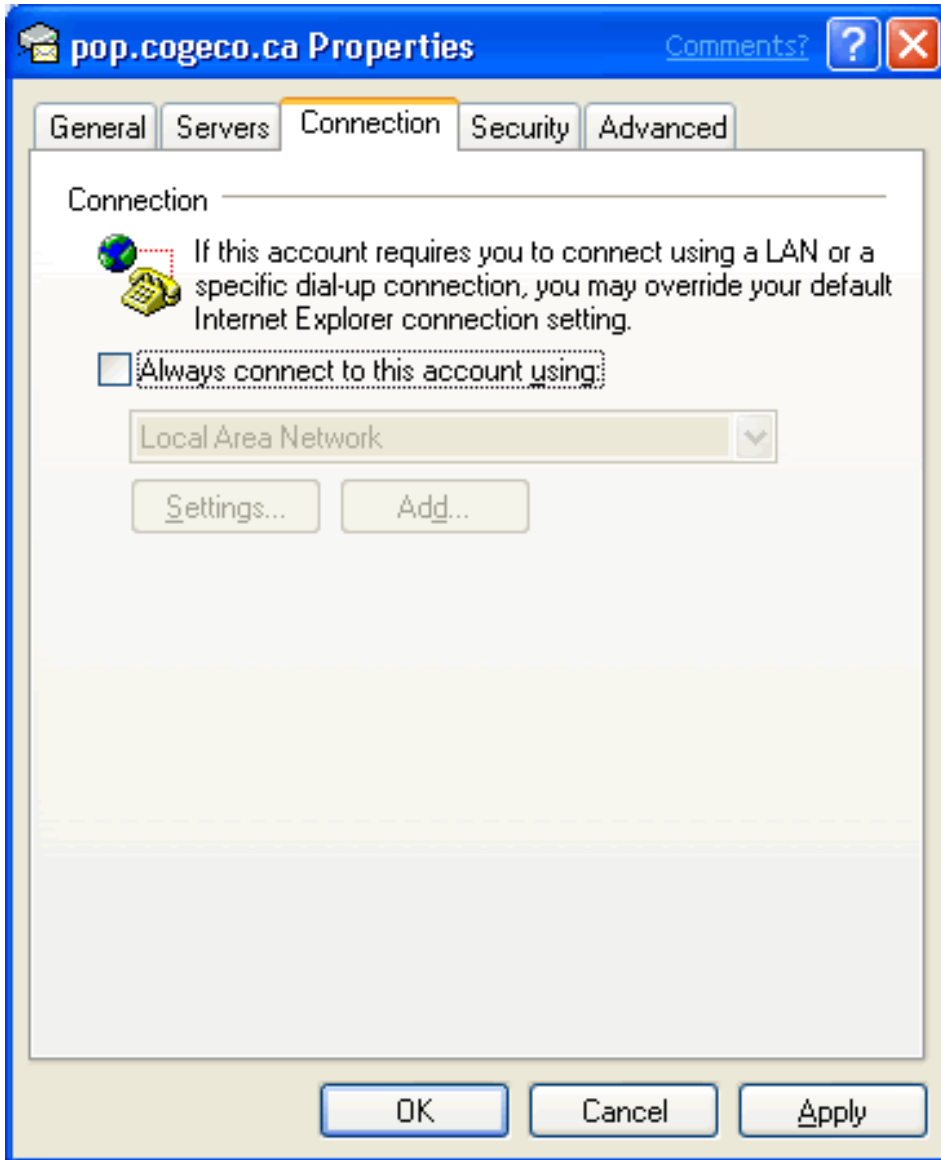 pop.cogeco.ca Properties Comments? ?
General Servers Connection Security Advanced
Connection
If this account requires you to connect using a LAN or a
specific dial-up connection, you may override your default
Internet Explorer connection setting.
Always connect to this account using:
Local Area Network
Settings... Add...
OK Cancel Apply